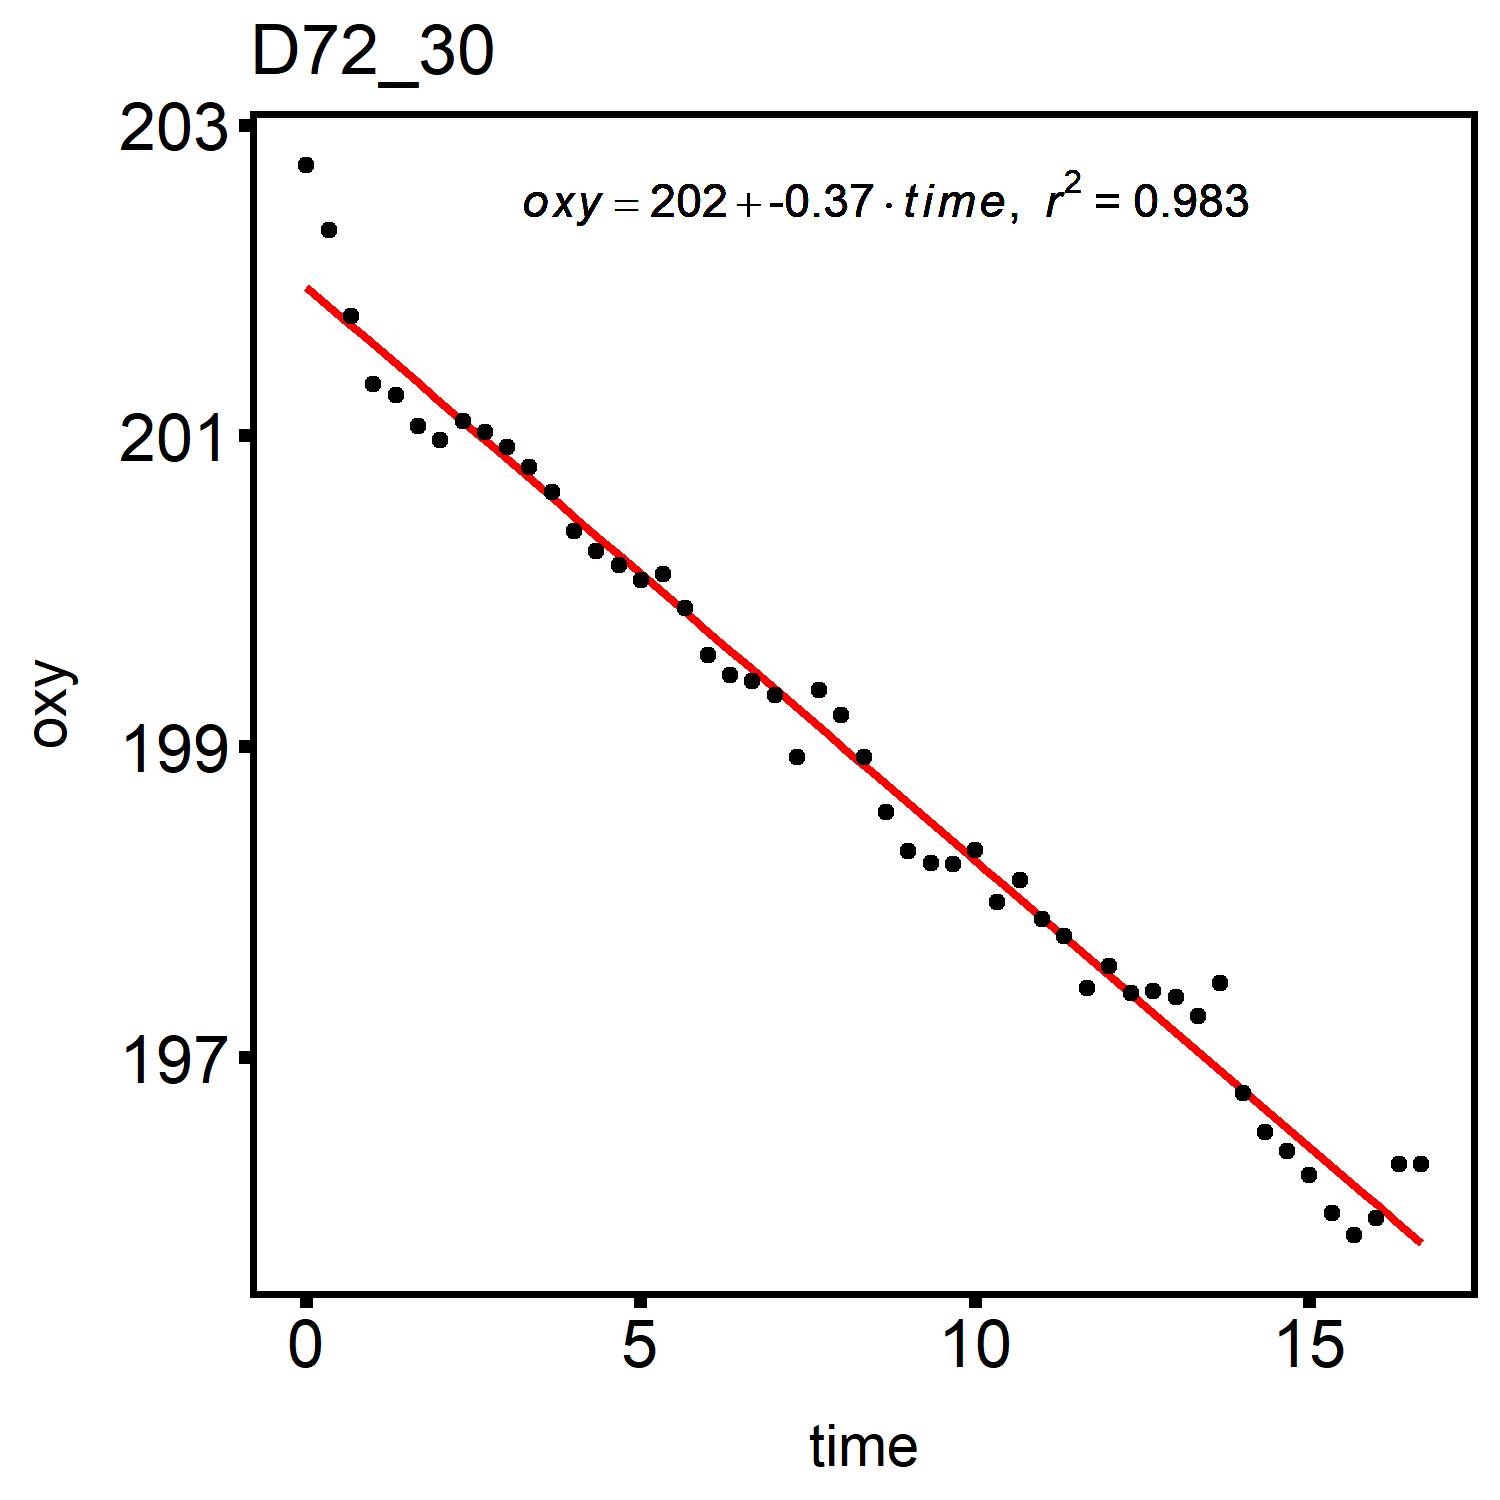 D72_30
203
oxy = 202 + -0.37 · time, r² = 0.983
201
199
197
oxy
0 5 10 15
time